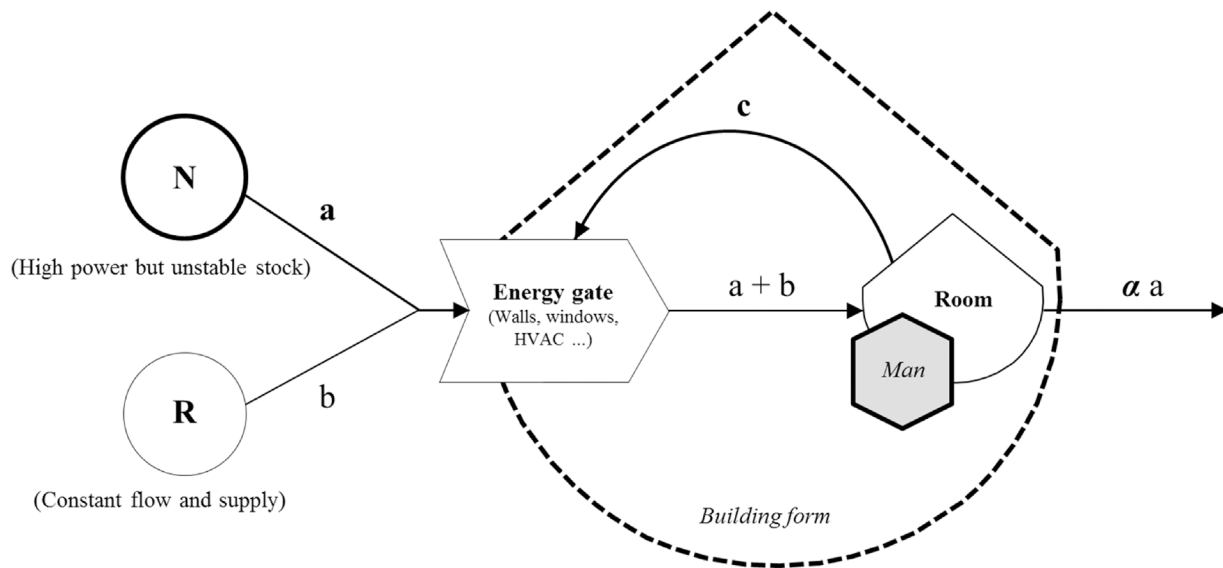 N
(High power but unstable stock)
a
R
(Constant flow and supply)
b
Energy gate
(Walls, windows,
HVAC ...)
c
a + b
Room
Man
α a
Building form